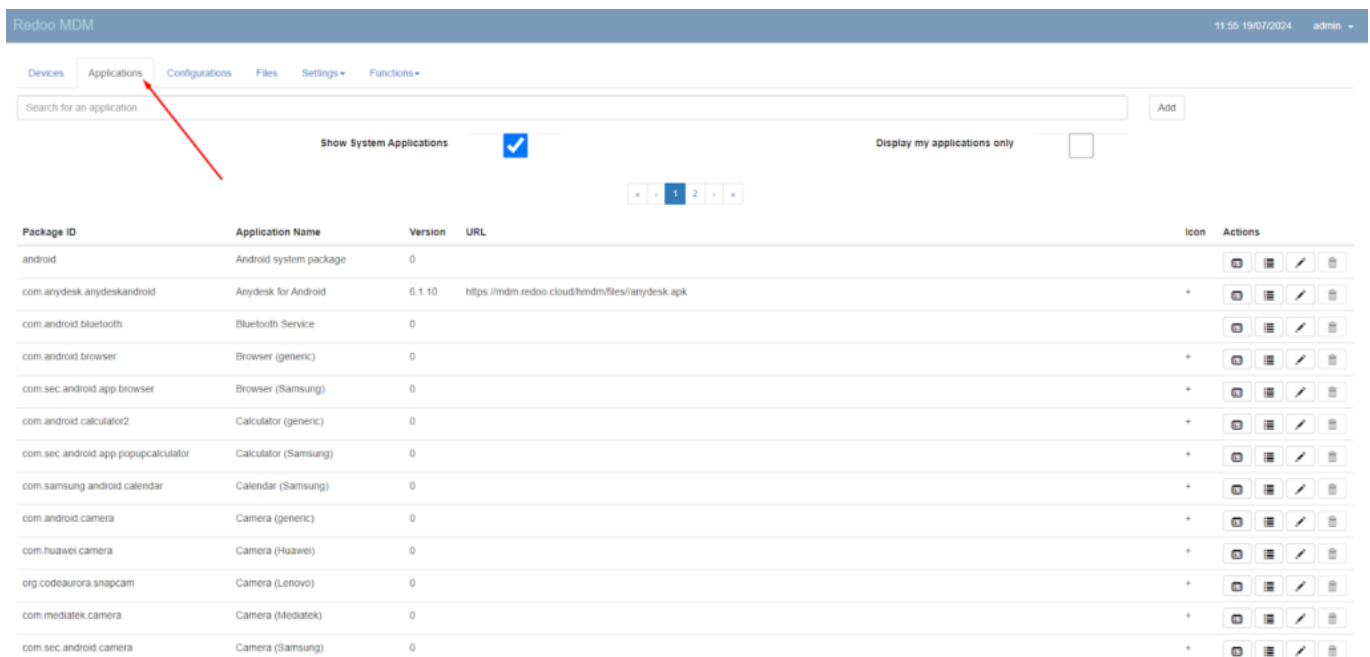 Redoo MDM 11:55 19/07/2024 admin
Devices Applications Configurations Files Settings Functions
Search for an application Add
Show System Applications Display my applications only
« ‹ 1 2 › »
Package ID Application Name Version URL Icon Actions
android Android system package 0
com.anydesk.anydeskandroid Anydesk for Android 6.1.10 https://mdm.redoo.cloud/hmdm/files//anydesk.apk +
com.android.bluetooth Bluetooth Service 0
com.android.browser Browser (generic) 0 +
com.sec.android.app.browser Browser (Samsung) 0 +
com.android.calculator2 Calculator (generic) 0 +
com.sec.android.app.popupcalculator Calculator (Samsung) 0 +
com.samsung.android.calendar Calendar (Samsung) 0 +
com.android.camera Camera (generic) 0 +
com.huawei.camera Camera (Huawei) 0 +
org.codeaurora.snapcam Camera (Lenovo) 0 +
com.mediatek.camera Camera (Mediatek) 0 +
com.sec.android.camera Camera (Samsung) 0 +